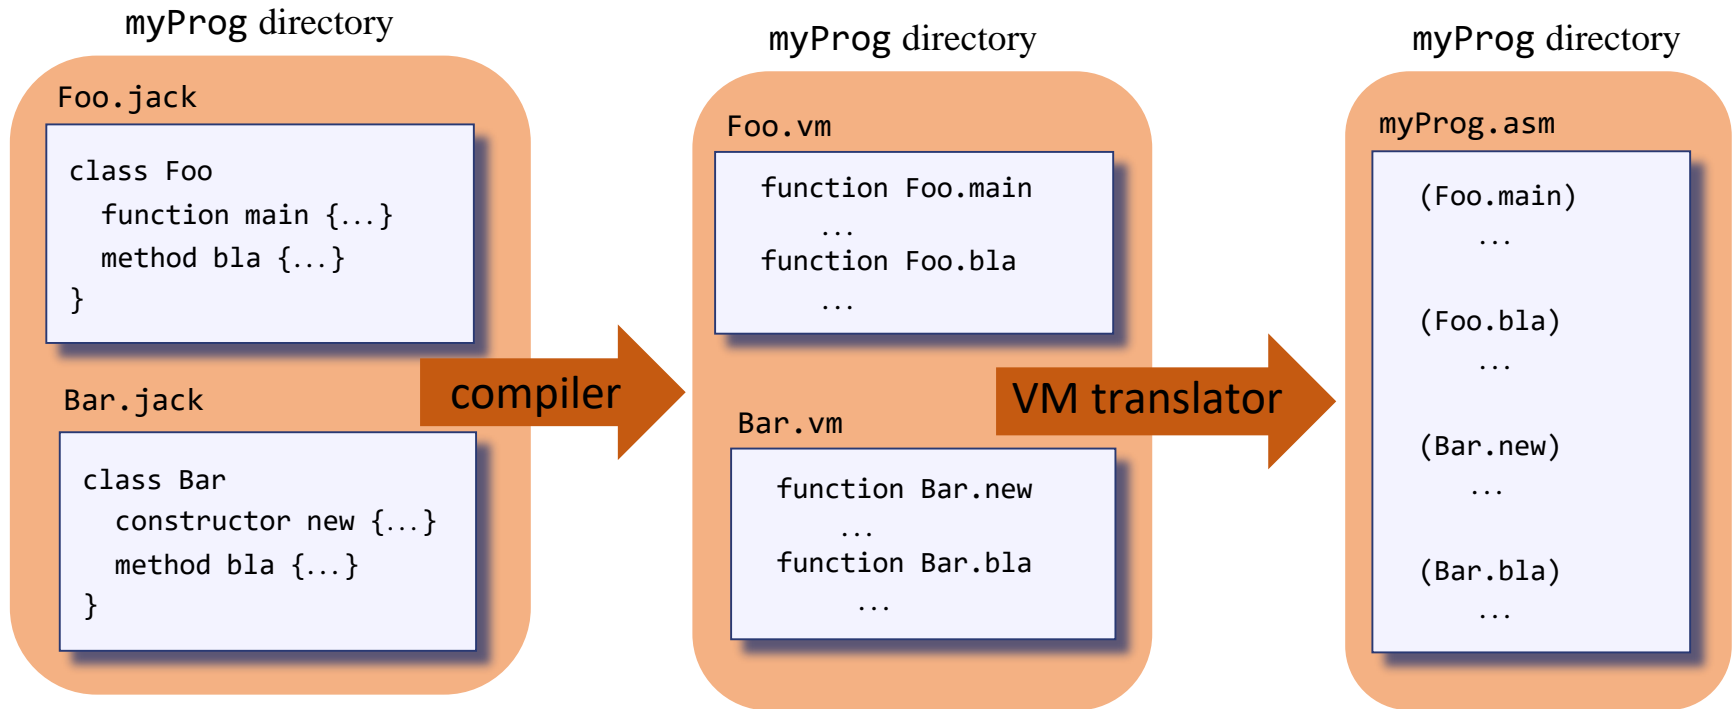 myProg directory
Foo.jack
class Foo
function main {...}
method bla {...}
}
Bar.jack
class Bar
constructor new {...}
method bla {...}
}
compiler
myProg directory
Foo.vm
function Foo.main
...
function Foo.bla
...
Bar.vm
function Bar.new
...
function Bar.bla
...
VM translator
myProg directory
myProg.asm
(Foo.main)
...
(Foo.bla)
...
(Bar.new)
...
(Bar.bla)
...